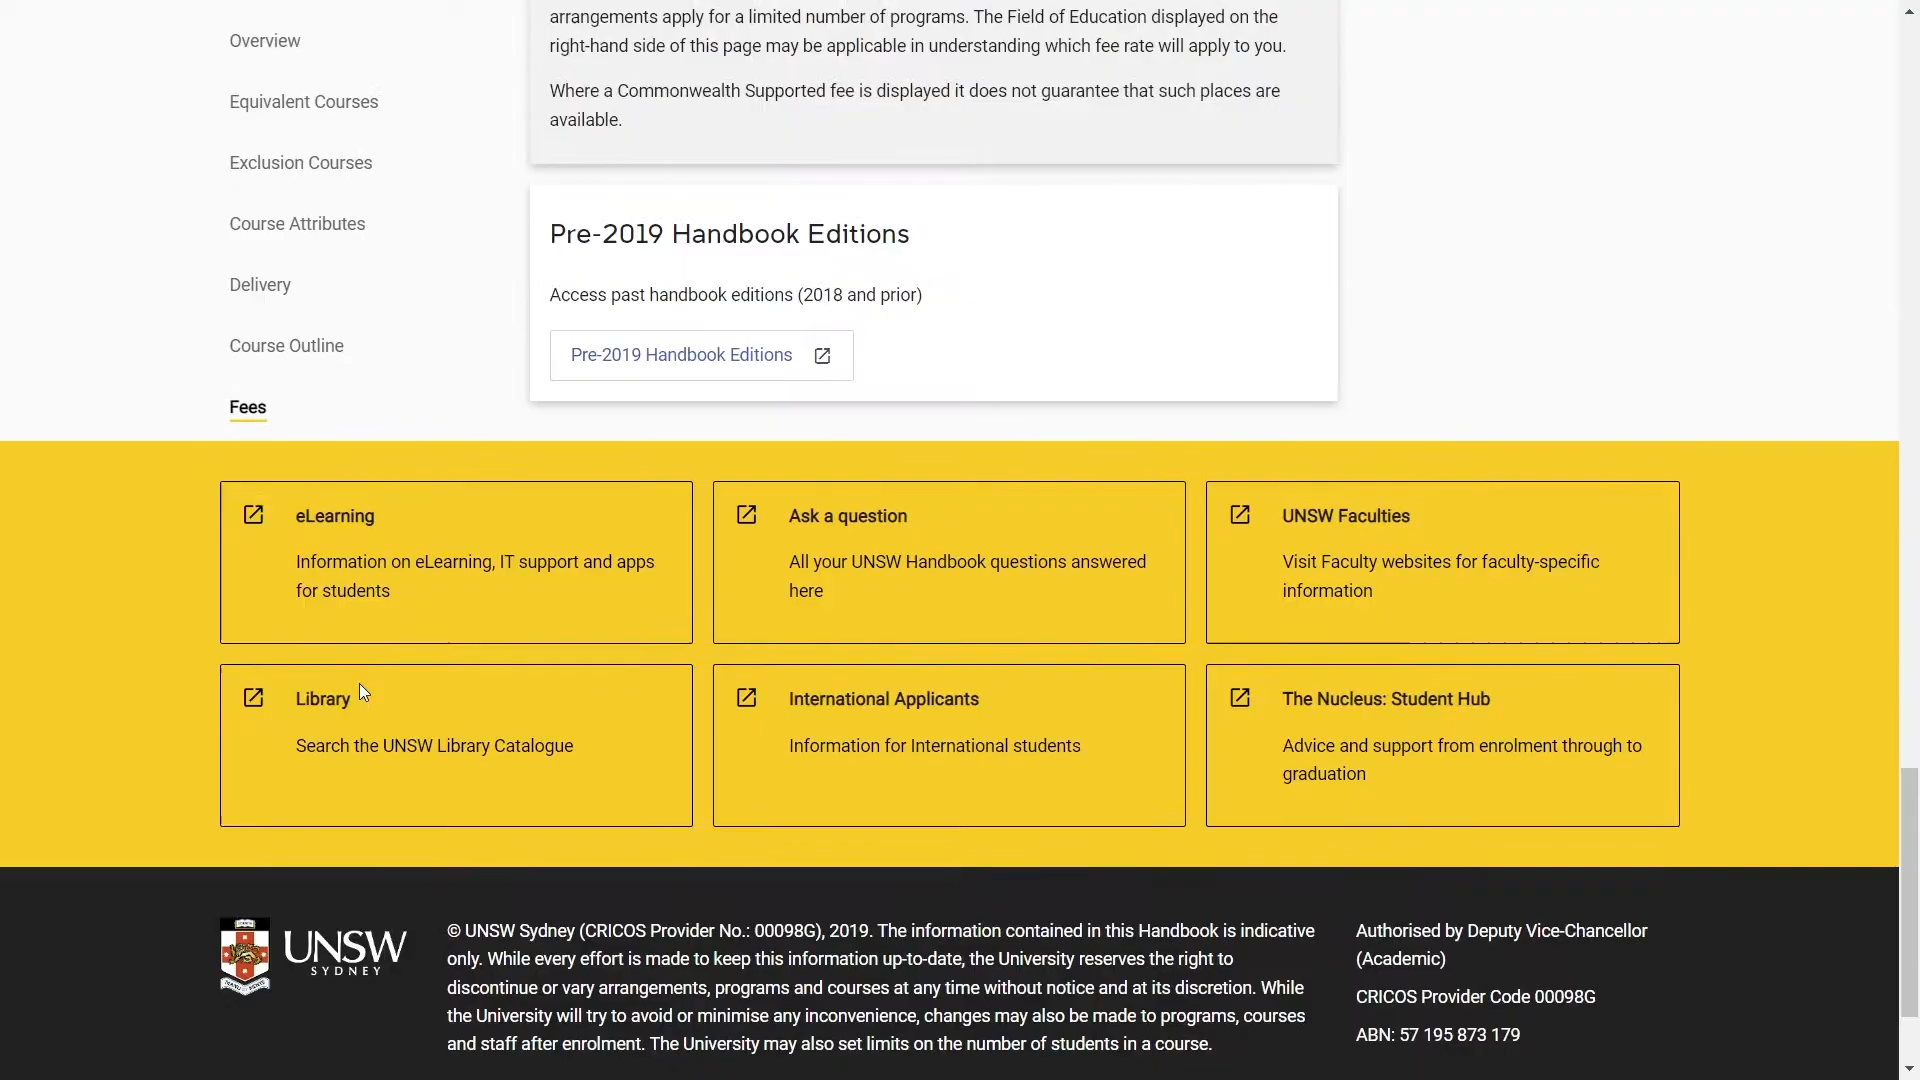 Overview
Equivalent Courses
Exclusion Courses
Course Attributes
Delivery
Course Outline
Fees
arrangements apply for a limited number of programs. The Field of Education displayed on the
right-hand side of this page may be applicable in understanding which fee rate will apply to you.
Where a Commonwealth Supported fee is displayed it does not guarantee that such places are
available.
Pre-2019 Handbook Editions
Access past handbook editions (2018 and prior)
Pre-2019 Handbook Editions
eLearning
Information on eLearning, IT support and apps
for students
Ask a question
All your UNSW Handbook questions answered
here
UNSW Faculties
Visit Faculty websites for faculty-specific
information
Library
Search the UNSW Library Catalogue
International Applicants
Information for International students
The Nucleus: Student Hub
Advice and support from enrolment through to
graduation
UNSW
SYDNEY
© UNSW Sydney (CRICOS Provider No.: 00098G), 2019. The information contained in this Handbook is indicative
only. While every effort is made to keep this information up-to-date, the University reserves the right to
discontinue or vary arrangements, programs and courses at any time without notice and at its discretion. While
the University will try to avoid or minimise any inconvenience, changes may also be made to programs, courses
and staff after enrolment. The University may also set limits on the number of students in a course.
Authorised by Deputy Vice-Chancellor
(Academic)
CRICOS Provider Code 00098G
ABN: 57 195 873 179